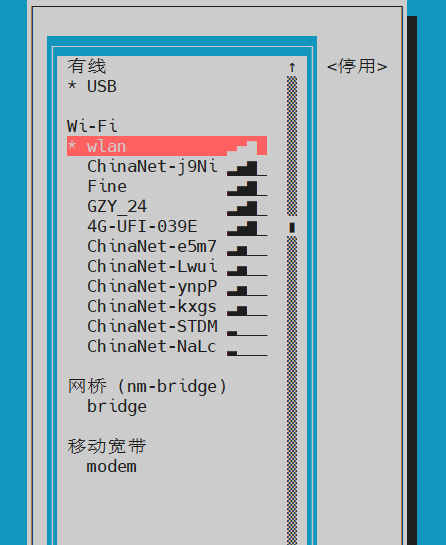 有线 <停用>
* USB
Wi-Fi
* wlan
ChinaNet-j9Ni
Fine
GZY_24
4G-UFI-039E
ChinaNet-e5m7
ChinaNet-Lwui
ChinaNet-ynpP
ChinaNet-kxgs
ChinaNet-STDM
ChinaNet-NaLc
网桥 (nm-bridge)
bridge
移动宽带
modem